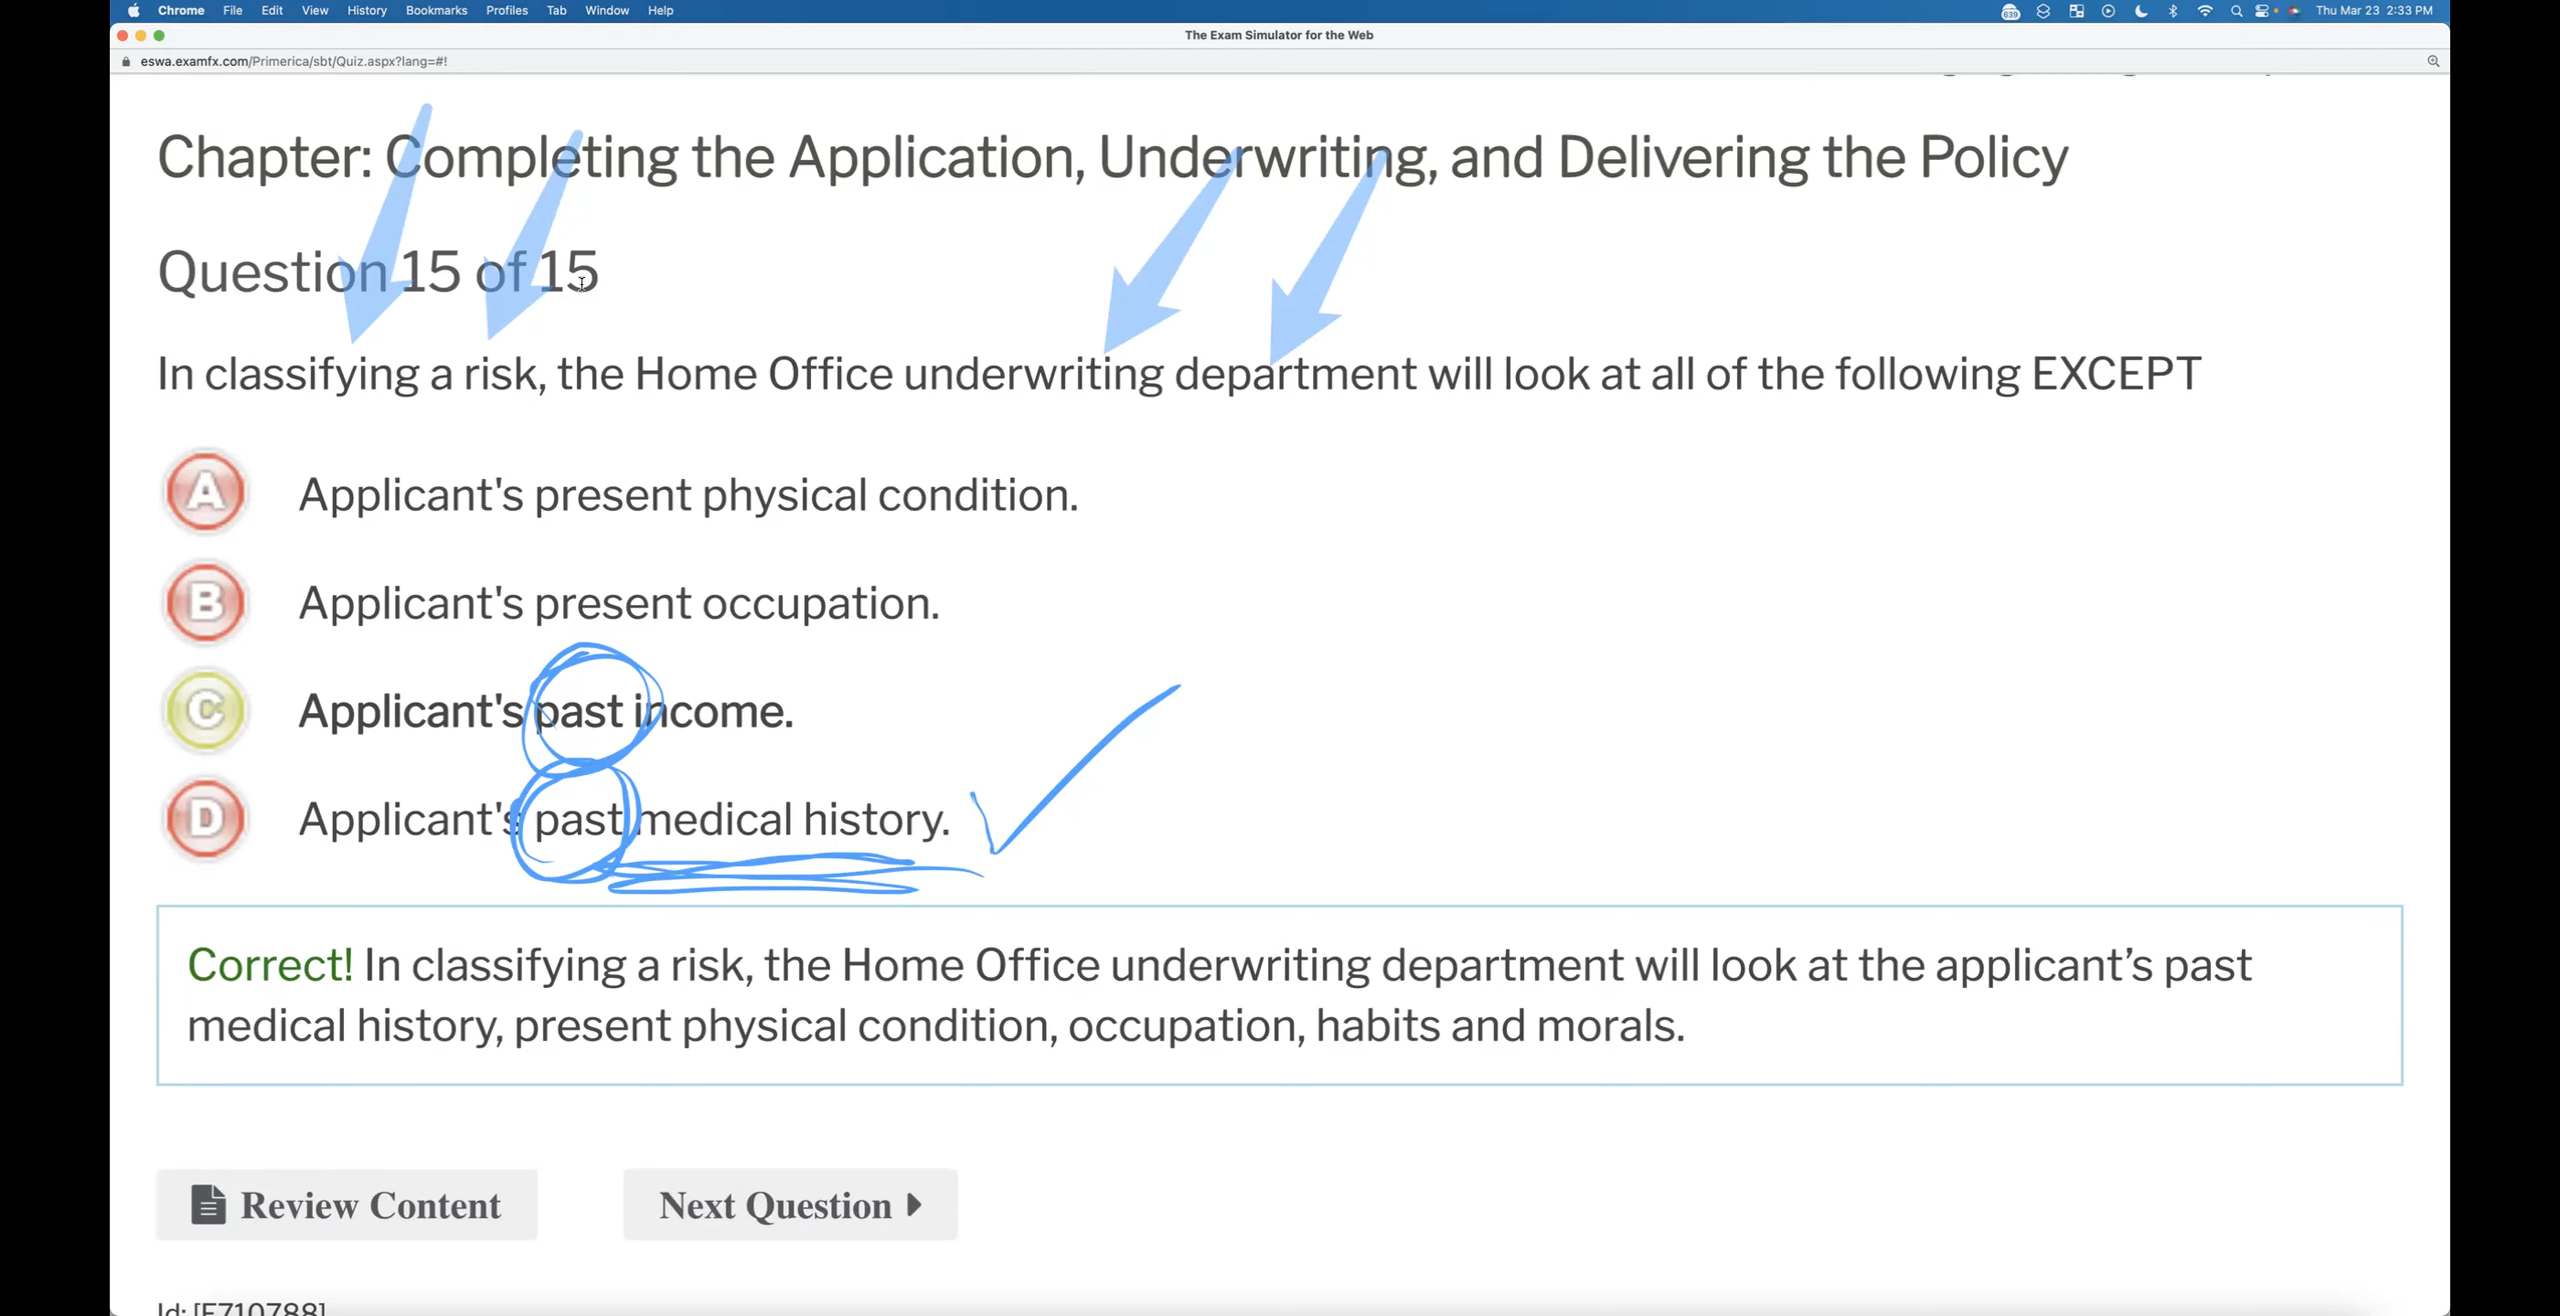 Chrome File Edit View History Bookmarks Profiles Tab Window Help
639 Thu Mar 23 2:33 PM
The Exam Simulator for the Web
eswa.examfx.com/Primerica/sbt/Quiz.aspx?lang=#!
Chapter: Completing the Application, Underwriting, and Delivering the Policy
Question 15 of 15
In classifying a risk, the Home Office underwriting department will look at all of the following EXCEPT
A Applicant's present physical condition.
B Applicant's present occupation.
C Applicant's past income.
D Applicant's past medical history.
Correct! In classifying a risk, the Home Office underwriting department will look at the applicant’s past
medical history, present physical condition, occupation, habits and morals.
Review Content
Next Question
Id: [F710788]